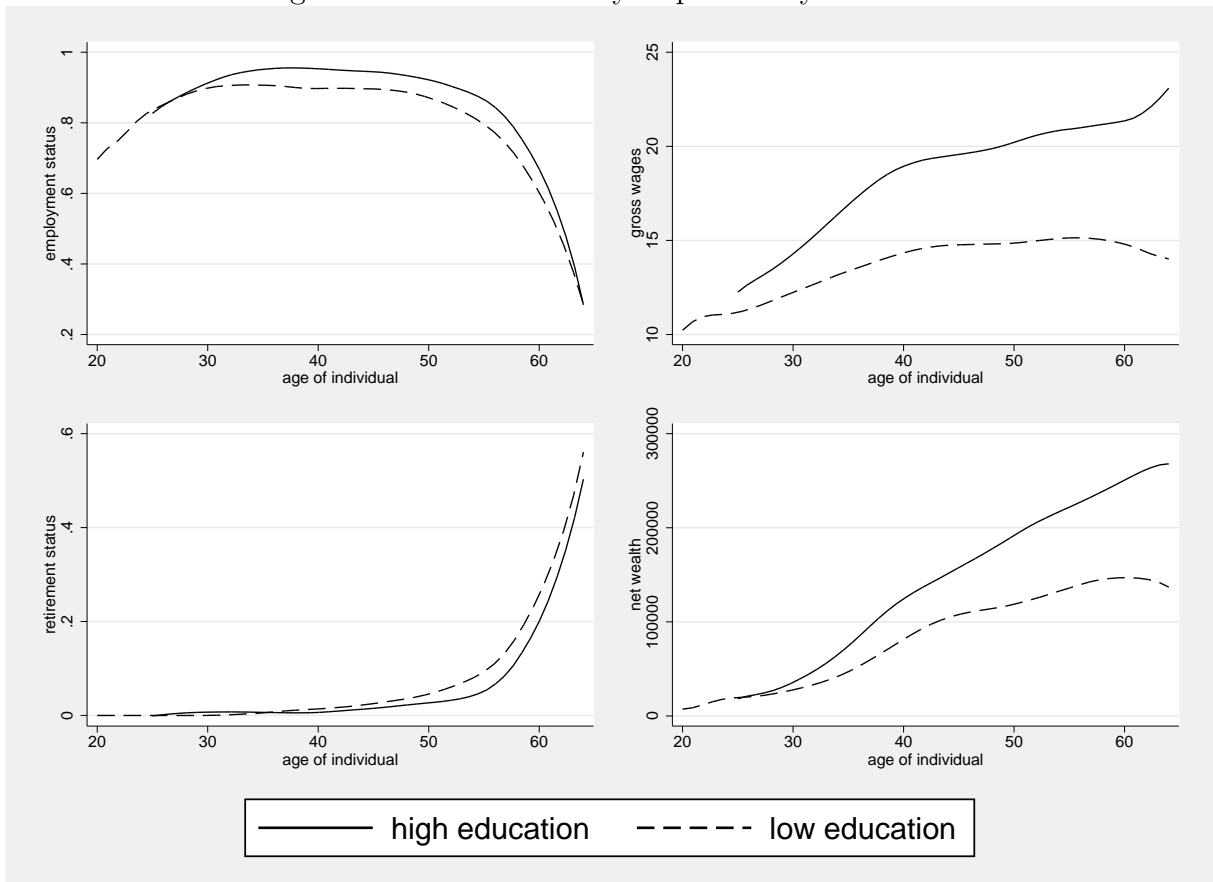 employment status
.2 .4 .6 .8 1
20 30 40 50 60
age of individual
gross wages
10 15 20 25
20 30 40 50 60
age of individual
retirement status
0 .2 .4 .6
20 30 40 50 60
age of individual
net wealth
0 100000 200000 300000
20 30 40 50 60
age of individual
high education low education